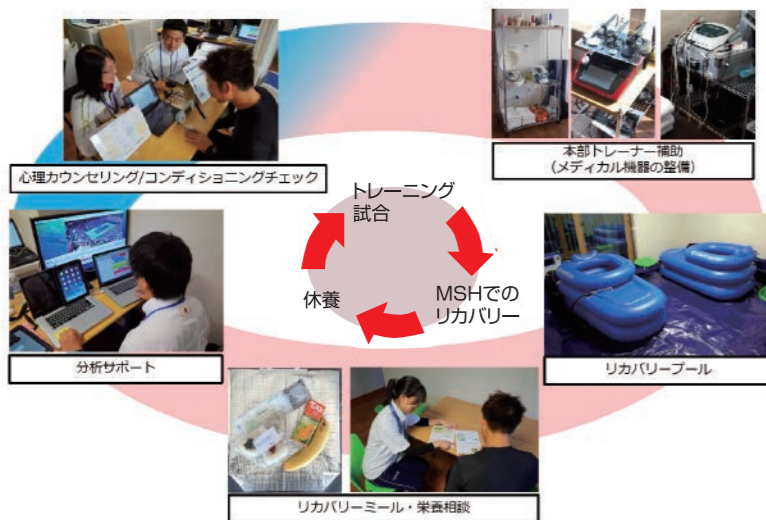 心理カウンセリング/コンディショニングチェック
本部トレーナー補助
（メディカル機器の整備）
トレーニング
試合
休養
MSHでの
リカバリー
分析サポート
リカバリープール
リカバリーミール・栄養相談